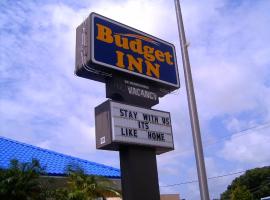 Budget
INN
VACANCY
STAY WITH US
ITS
LIKE HOME